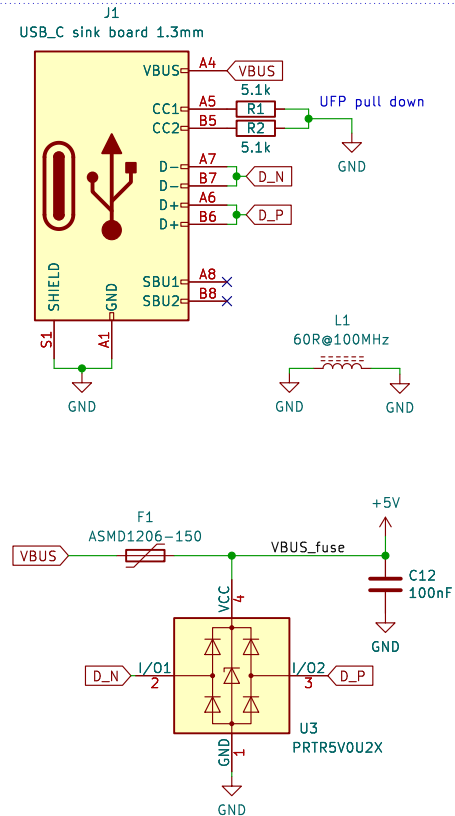 J1
USB_C sink board 1.3mm
VBUS A4 VBUS
5.1k
CC1 A5 R1 UFP pull down
CC2 B5 R2
5.1k
GND
D- A7
D- B7 D_N
D+ A6
D+ B6 D_P
SBU1 A8
SBU2 B8
SHIELD GND
S1 A1
GND
L1
60R@100MHz
GND GND
+5V
F1
ASMD1206-150
VBUS VBUS_fuse
C12
100nF
GND
VCC 4
D_N I/O1 2
I/O2 3 D_P
U3
PRTR5V0U2X
GND 1
GND